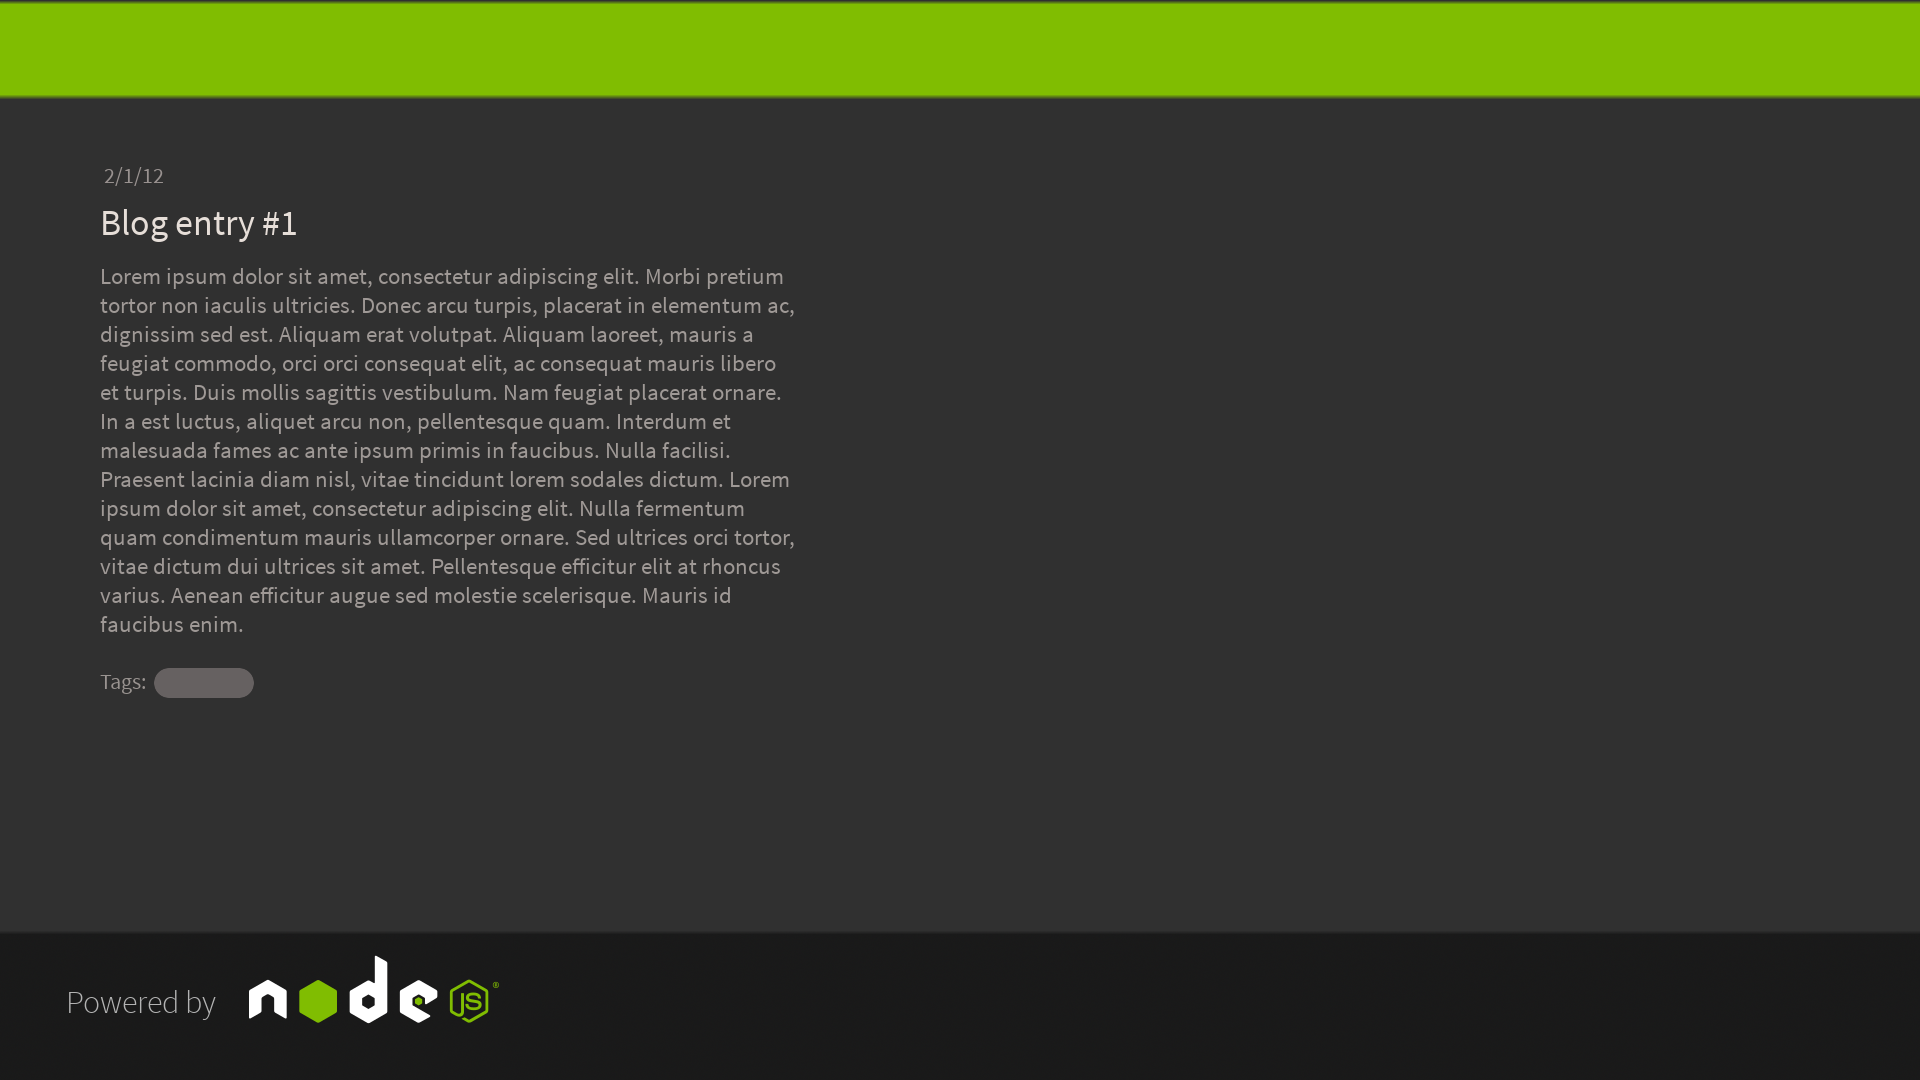 2/1/12
Blog entry #1
Lorem ipsum dolor sit amet, consectetur adipiscing elit. Morbi pretium
tortor non iaculis ultricies. Donec arcu turpis, placerat in elementum ac,
dignissim sed est. Aliquam erat volutpat. Aliquam laoreet, mauris a
feugiat commodo, orci orci consequat elit, ac consequat mauris libero
et turpis. Duis mollis sagittis vestibulum. Nam feugiat placerat ornare.
In a est luctus, aliquet arcu non, pellentesque quam. Interdum et
malesuada fames ac ante ipsum primis in faucibus. Nulla facilisi.
Praesent lacinia diam nisl, vitae tincidunt lorem sodales dictum. Lorem
ipsum dolor sit amet, consectetur adipiscing elit. Nulla fermentum
quam condimentum mauris ullamcorper ornare. Sed ultrices orci tortor,
vitae dictum dui ultrices sit amet. Pellentesque efficitur elit at rhoncus
varius. Aenean efficitur augue sed molestie scelerisque. Mauris id
faucibus enim.
Tags:
Powered by node JS®